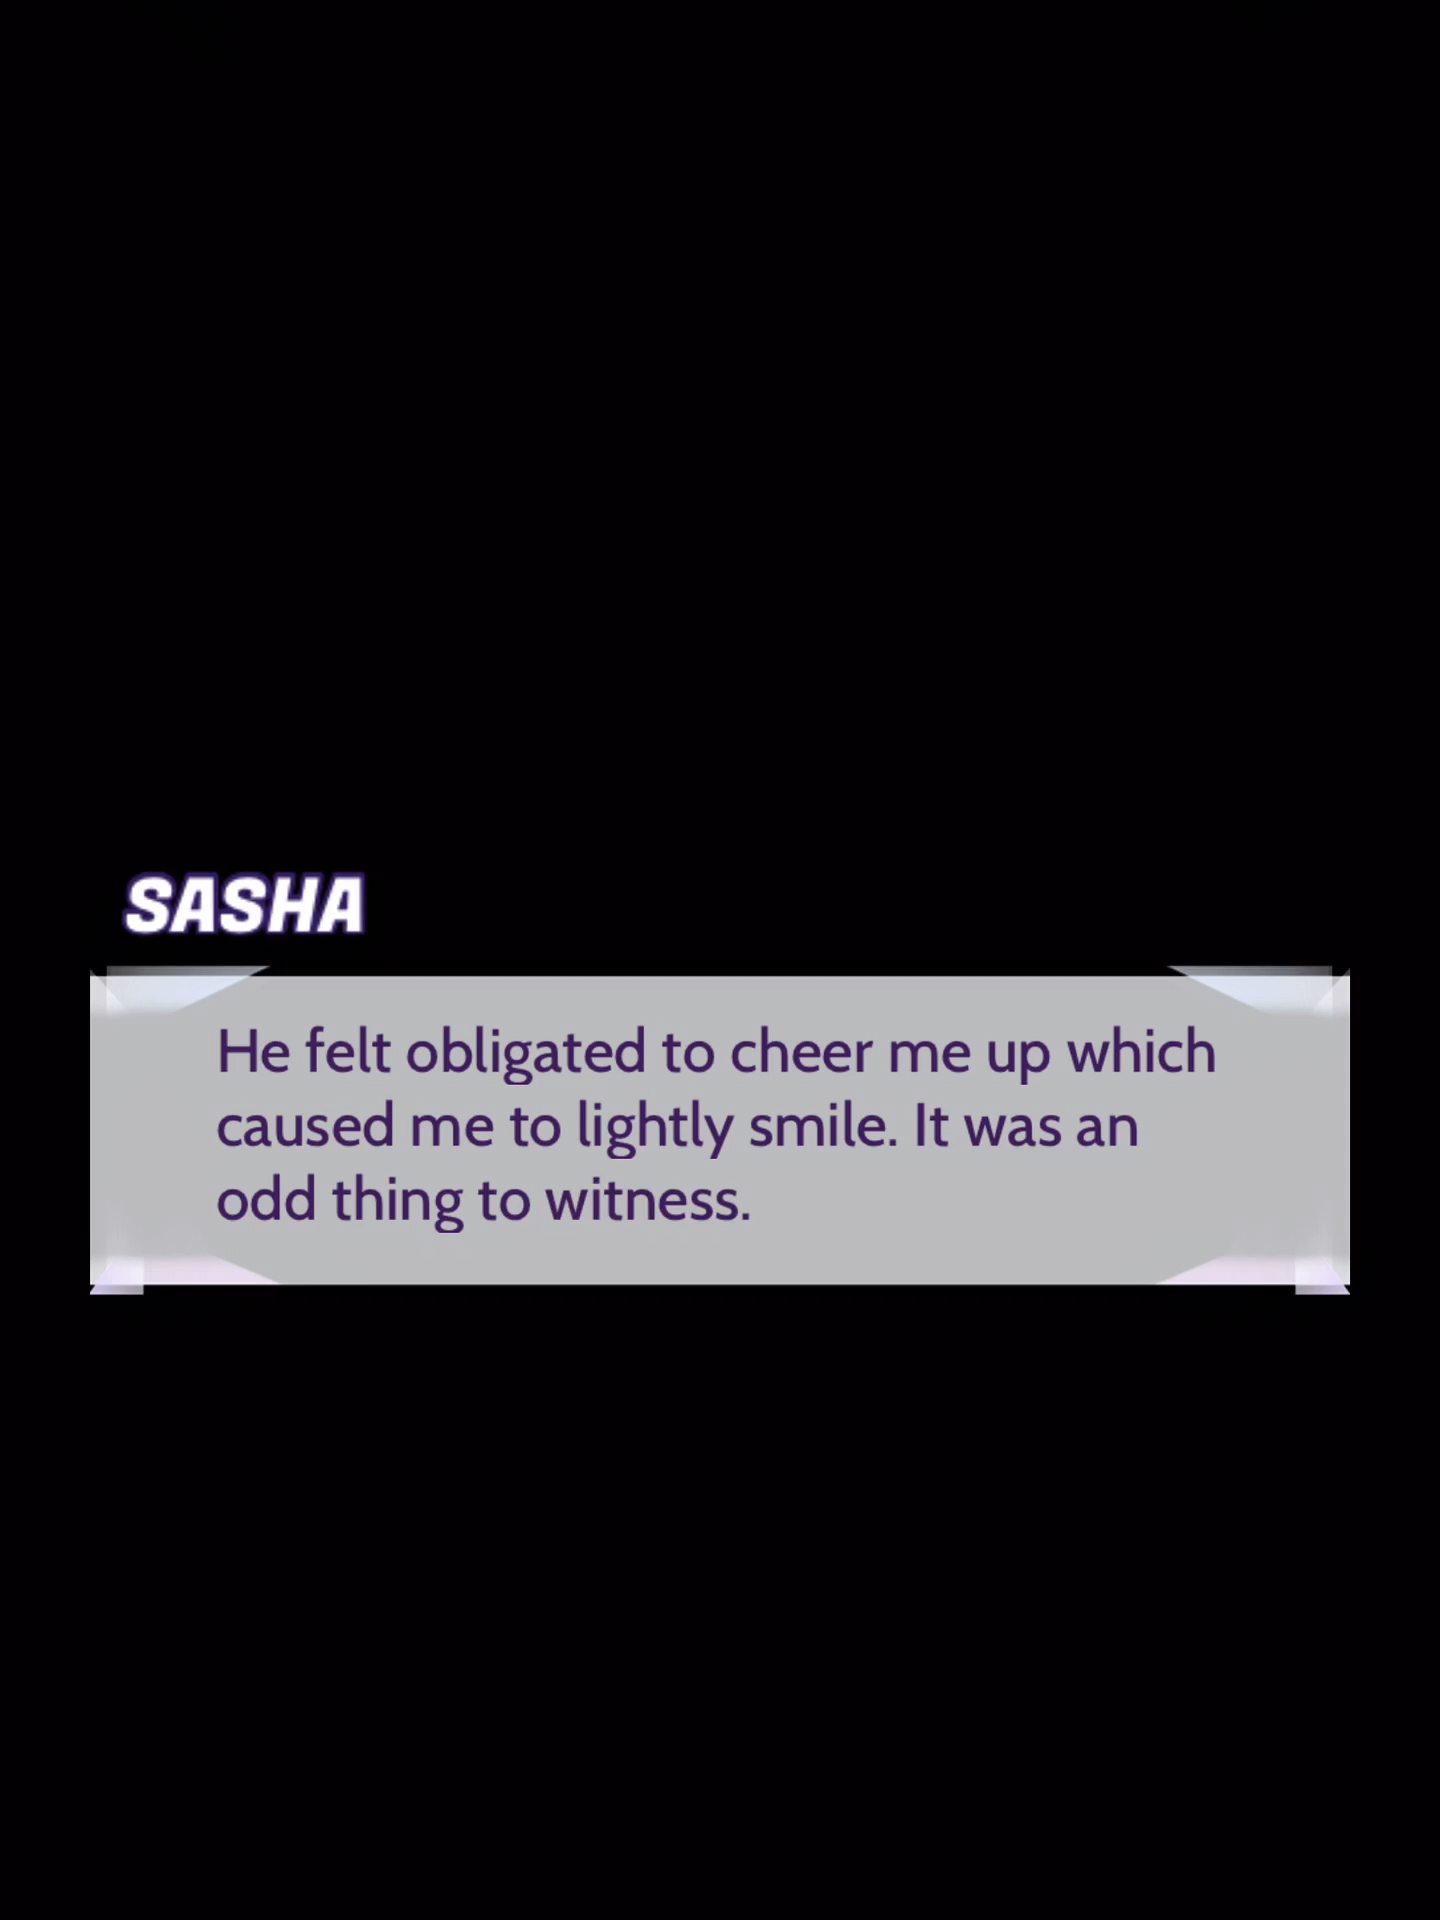 SASHA
He felt obligated to cheer me up which
caused me to lightly smile. It was an
odd thing to witness.